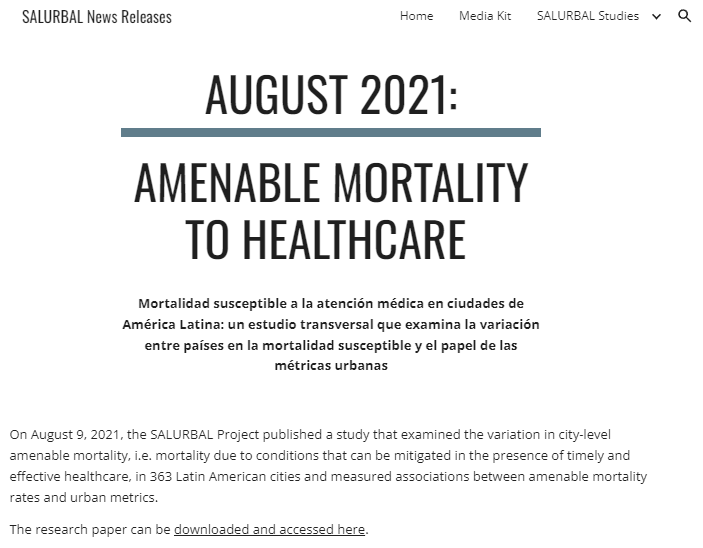 SALURBAL News Releases
Home
Media Kit
SALURBAL Studies
AUGUST 2021:
AMENABLE MORTALITY
TO HEALTHCARE
Mortalidad susceptible a la atención médica en ciudades de
América Latina: un estudio transversal que examina la variación
entre países en la mortalidad susceptible y el papel de las
métricas urbanas
On August 9, 2021, the SALURBAL Project published a study that examined the variation in city-level
amenable mortality, i.e. mortality due to conditions that can be mitigated in the presence of timely and
effective healthcare, in 363 Latin American cities and measured associations between amenable mortality
rates and urban metrics.
The research paper can be downloaded and accessed here.